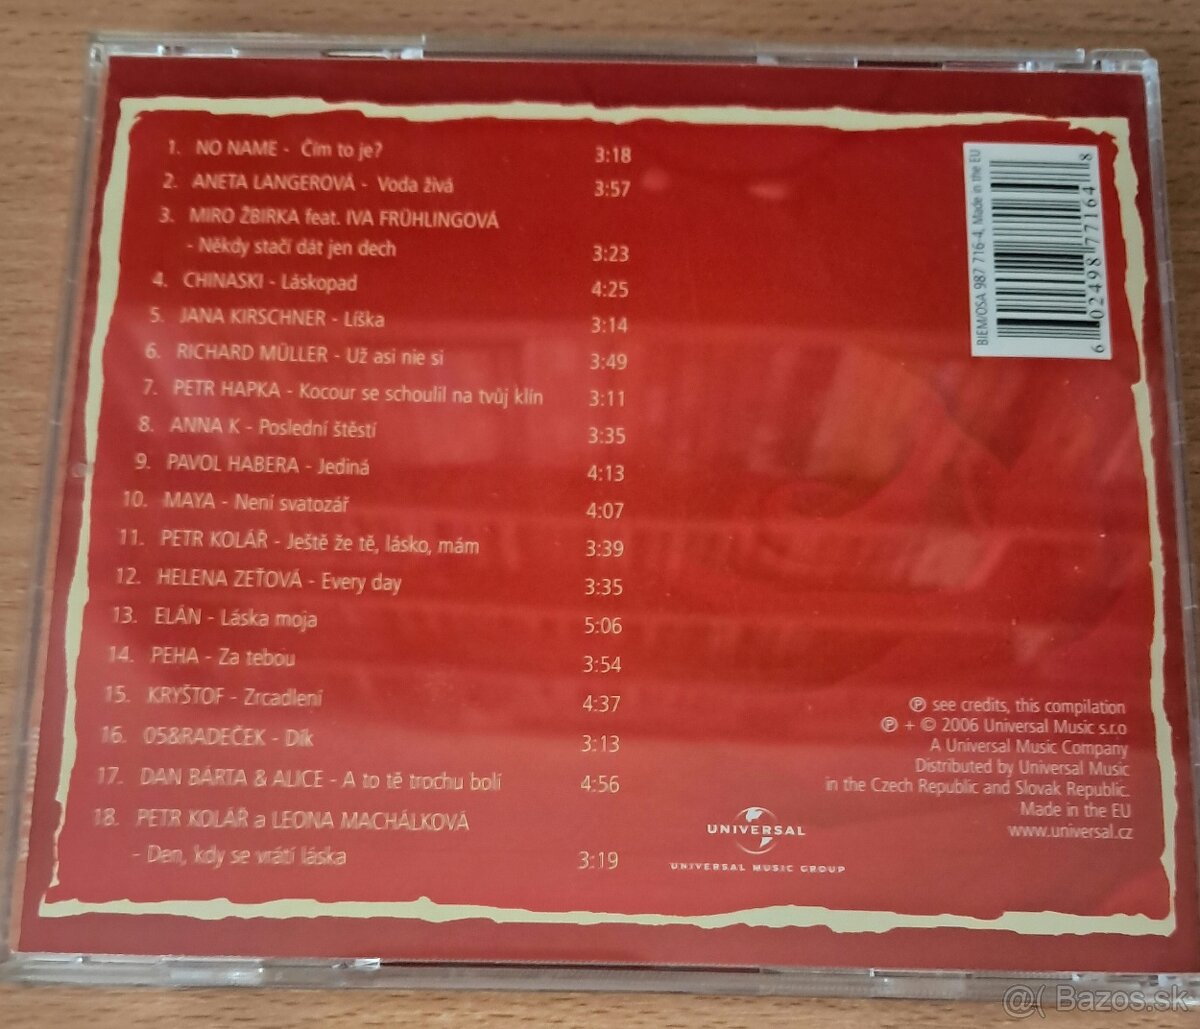 1. NO NAME - Čím to je? 3:18
2. ANETA LANGEROVÁ - Voda živá 3:57
3. MIRO ŽBIRKA feat. IVA FRÜHLINGOVÁ
- Někdy stačí dát jen dech 3:23
4. CHINASKI - Láskopad 4:25
5. JANA KIRSCHNER - Líška 3:14
6. RICHARD MÜLLER - Už asi nie si 3:49
7. PETR HAPKA - Kocour se schoulil na tvůj klín 3:11
8. ANNA K - Poslední štěstí 3:35
9. PAVOL HABERA - Jediná 4:13
10. MAYA - Není svatozář 4:07
11. PETR KOLÁŘ - Ještě že tě, lásko, mám 3:39
12. HELENA ZEŤOVÁ - Every day 3:35
13. ELÁN - Láska moja 5:06
14. PEHA - Za tebou 3:54
15. KRYŠTOF - Zrcadlení 4:37
16. 05&RADEČEK - Dík 3:13
17. DAN BÁRTA & ALICE - A to tě trochu bolí 4:56
18. PETR KOLÁŘ a LEONA MACHÁLKOVÁ
- Den, kdy se vrátí láska 3:19
BIEM/OSA 987 716-4, Made in the EU
6 02498 77164 8
℗ see credits, this compilation
℗ + © 2006 Universal Music s.r.o
A Universal Music Company
Distributed by Universal Music
in the Czech Republic and Slovak Republic.
Made in the EU
www.universal.cz
UNIVERSAL
UNIVERSAL MUSIC GROUP
@( Bazos.sk